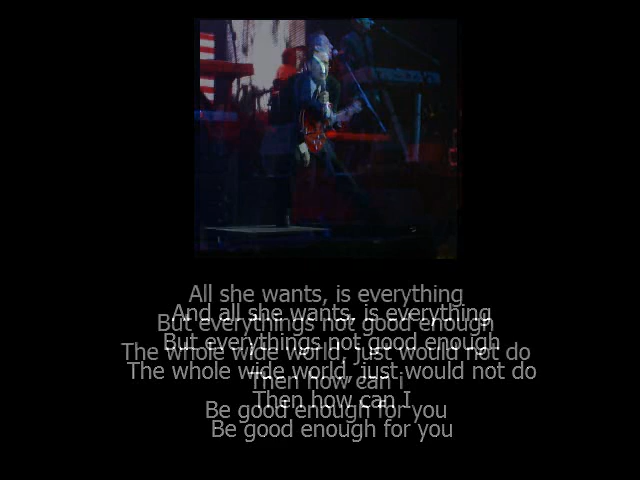 All she wants, is everything
And all she wants, is everything
But everythings not good enough
But everythings not good enough
The whole wide world, just would not do
The whole wide world, just would not do
Then how can i
Then how can I
Be good enough for you
Be good enough for you